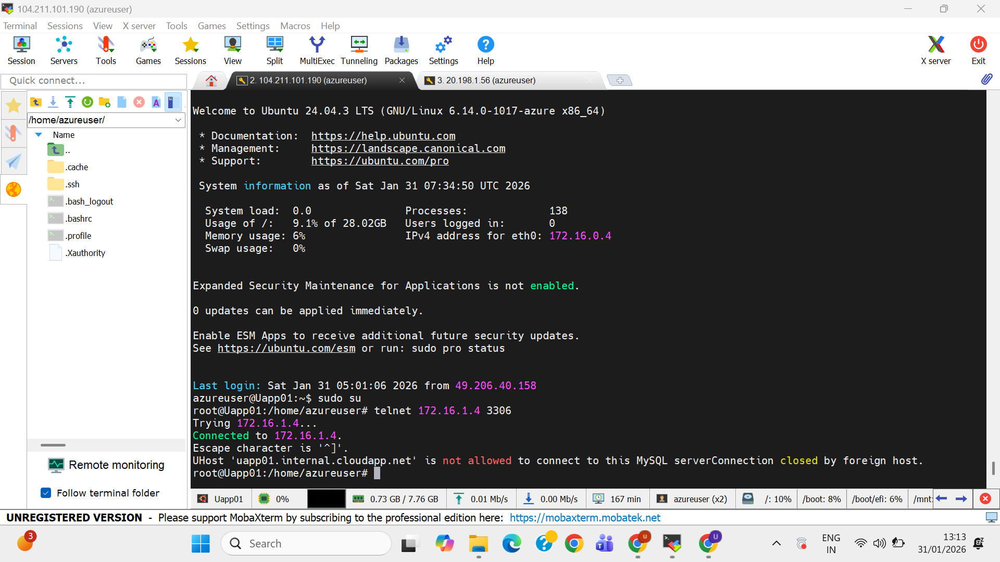 104.211.101.190 (azureuser)
Terminal Sessions View X server Tools Games Settings Macros Help
Session Servers Tools Games Sessions View Split MultiExec Tunneling Packages Settings Help X server Exit
Quick connect...
2. 104.211.101.190 (azureuser)
3. 20.198.1.56 (azureuser)
/home/azureuser/
Name
..
.cache
.ssh
.bash_logout
.bashrc
.profile
.Xauthority
Remote monitoring
Follow terminal folder
Welcome to Ubuntu 24.04.3 LTS (GNU/Linux 6.14.0-1017-azure x86_64)
* Documentation: https://help.ubuntu.com
* Management: https://landscape.canonical.com
* Support: https://ubuntu.com/pro
System information as of Sat Jan 31 07:34:50 UTC 2026
System load: 0.0 Processes: 138
Usage of /: 9.1% of 28.02GB Users logged in: 0
Memory usage: 6% IPv4 address for eth0: 172.16.0.4
Swap usage: 0%
Expanded Security Maintenance for Applications is not enabled.
0 updates can be applied immediately.
Enable ESM Apps to receive additional future security updates.
See https://ubuntu.com/esm or run: sudo pro status
Last login: Sat Jan 31 05:01:06 2026 from 49.206.40.158
azureuser@Uapp01:~$ sudo su
root@Uapp01:/home/azureuser# telnet 172.16.1.4 3306
Trying 172.16.1.4...
Connected to 172.16.1.4.
Escape character is '^]'.
UHost 'uapp01.internal.cloudapp.net' is not allowed to connect to this MySQL serverConnection closed by foreign host.
root@Uapp01:/home/azureuser#
Uapp01 0% 0.73 GB / 7.76 GB 0.01 Mb/s 0.00 Mb/s 167 min azureuser (x2) /: 10% /boot: 8% /boot/efi: 6% /mnt:
UNREGISTERED VERSION - Please support MobaXterm by subscribing to the professional edition here: https://mobaxterm.mobatek.net
3
Search
u
T
U
ENG
IN
13:13
31/01/2026